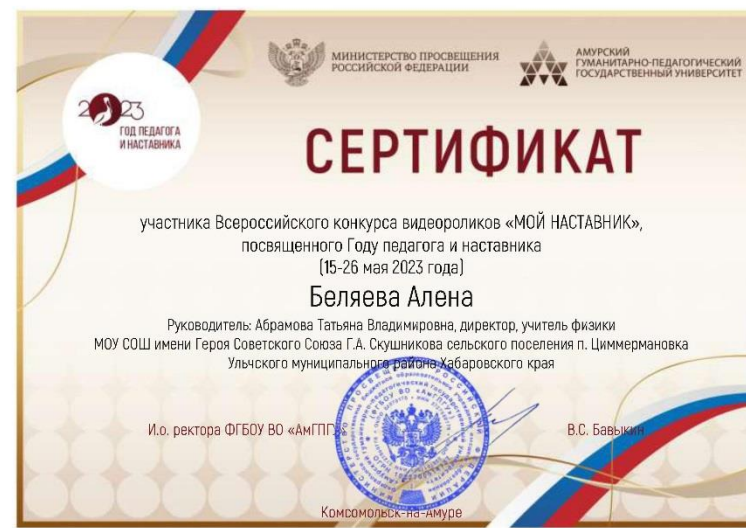 МИНИСТЕРСТВО ПРОСВЕЩЕНИЯ
РОССИЙСКОЙ ФЕДЕРАЦИИ
АМУРСКИЙ
ГУМАНИТАРНО-ПЕДАГОГИЧЕСКИЙ
ГОСУДАРСТВЕННЫЙ УНИВЕРСИТЕТ
2023
ГОД ПЕДАГОГА
И НАСТАВНИКА
СЕРТИФИКАТ
участника Всероссийского конкурса видеороликов «МОЙ НАСТАВНИК»,
посвященного Году педагога и наставника
(15-26 мая 2023 года)
Беляева Алена
Руководитель: Абрамова Татьяна Владимировна, директор, учитель физики
МОУ СОШ имени Героя Советского Союза Г.А. Скушникова сельского поселения п. Циммермановка
Ульчского муниципального района Хабаровского края
И.о. ректора ФГБОУ ВО «АмГПГУ»
В.С. Бавыкин
Комсомольск-на-Амуре